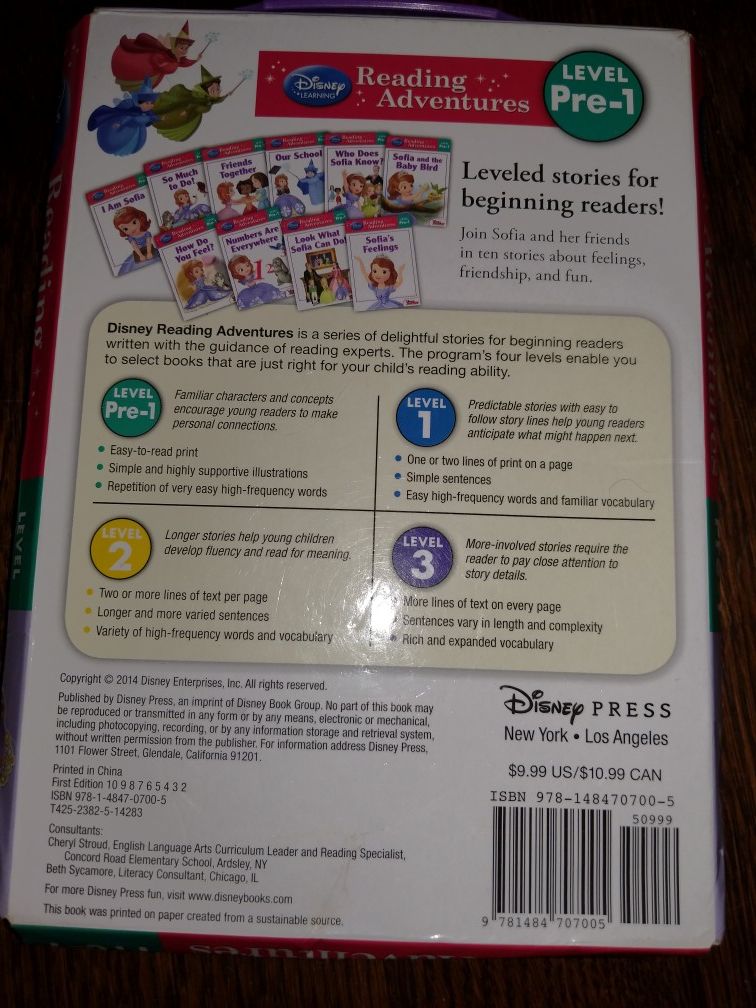 Disney
LEARNING
Reading
Adventures
LEVEL
Pre-1
I Am Sofia
So Much
to Do!
Friends
Together
Our School
Who Does
Sofia Know?
Sofia and the
Baby Bird
How Do
You Feel?
Numbers Are
Everywhere
Look What
Sofia Can Do!
Sofia's
Feelings
Leveled stories for
beginning readers!
Join Sofia and her friends
in ten stories about feelings,
friendship, and fun.
Disney Reading Adventures is a series of delightful stories for beginning readers
written with the guidance of reading experts. The program's four levels enable you
to select books that are just right for your child's reading ability.
LEVEL
Pre-1
Familiar characters and concepts
encourage young readers to make
personal connections.
• Easy-to-read print
• Simple and highly supportive illustrations
• Repetition of very easy high-frequency words
LEVEL
1
Predictable stories with easy to
follow story lines help young readers
anticipate what might happen next.
• One or two lines of print on a page
• Simple sentences
• Easy high-frequency words and familiar vocabulary
LEVEL
2
Longer stories help young children
develop fluency and read for meaning.
• Two or more lines of text per page
• Longer and more varied sentences
• Variety of high-frequency words and vocabulary
LEVEL
3
More-involved stories require the
reader to pay close attention to
story details.
• More lines of text on every page
• Sentences vary in length and complexity
• Rich and expanded vocabulary
Copyright © 2014 Disney Enterprises, Inc. All rights reserved.
Published by Disney Press, an imprint of Disney Book Group. No part of this book may
be reproduced or transmitted in any form or by any means, electronic or mechanical,
including photocopying, recording, or by any information storage and retrieval system,
without written permission from the publisher. For information address Disney Press,
1101 Flower Street, Glendale, California 91201.
Printed in China
First Edition 10 9 8 7 6 5 4 3 2
ISBN 978-1-4847-0700-5
T425-2382-5-14283
Consultants:
Cheryl Stroud, English Language Arts Curriculum Leader and Reading Specialist,
Concord Road Elementary School, Ardsley, NY
Beth Sycamore, Literacy Consultant, Chicago, IL
For more Disney Press fun, visit www.disneybooks.com
This book was printed on paper created from a sustainable source.
Disney PRESS
New York • Los Angeles
$9.99 US/$10.99 CAN
ISBN 978-148470700-5
50999
9 781484 707005
Reading
LEVEL